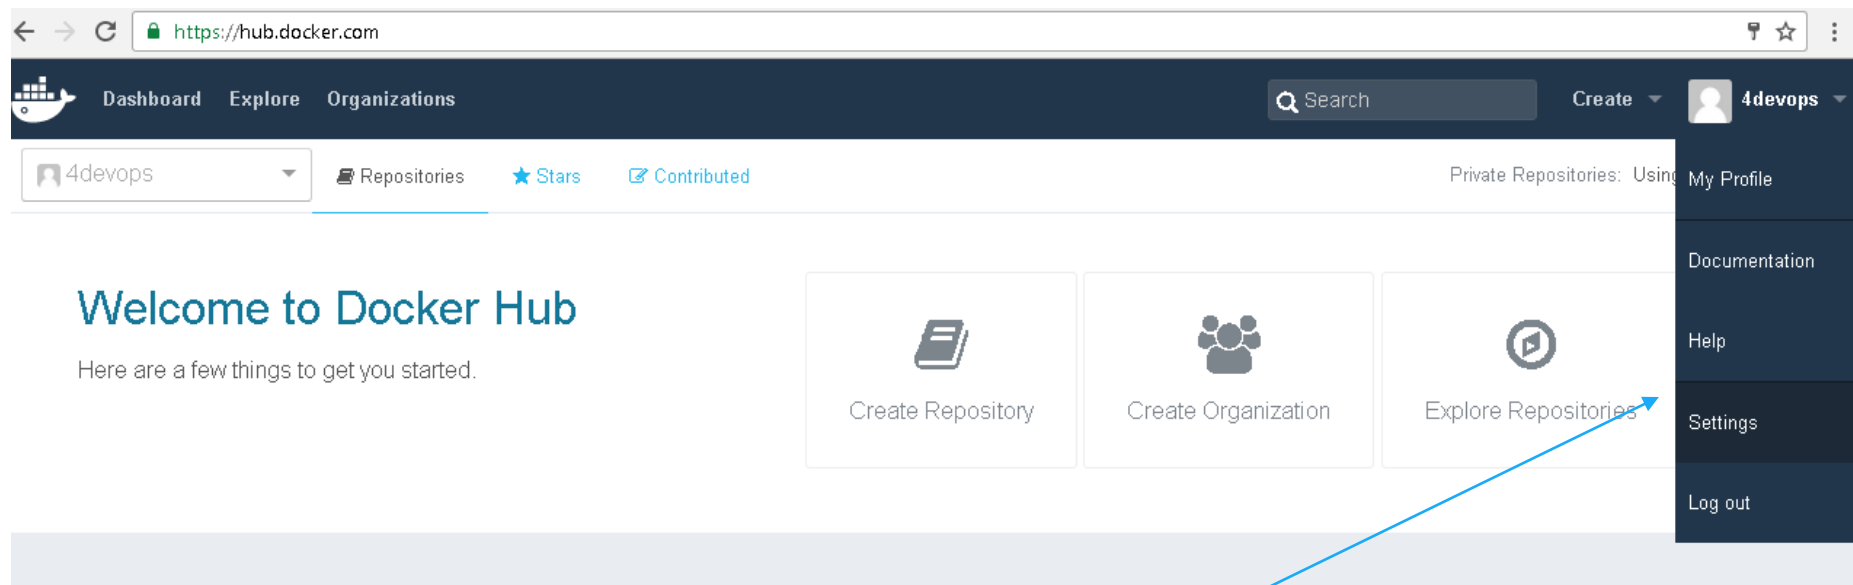 https://hub.docker.com
Dashboard Explore Organizations Search Create 4devops
4devops Repositories Stars Contributed Private Repositories: Using
My Profile
Documentation
Help
Settings
Log out
Welcome to Docker Hub
Here are a few things to get you started.
Create Repository Create Organization Explore Repositories